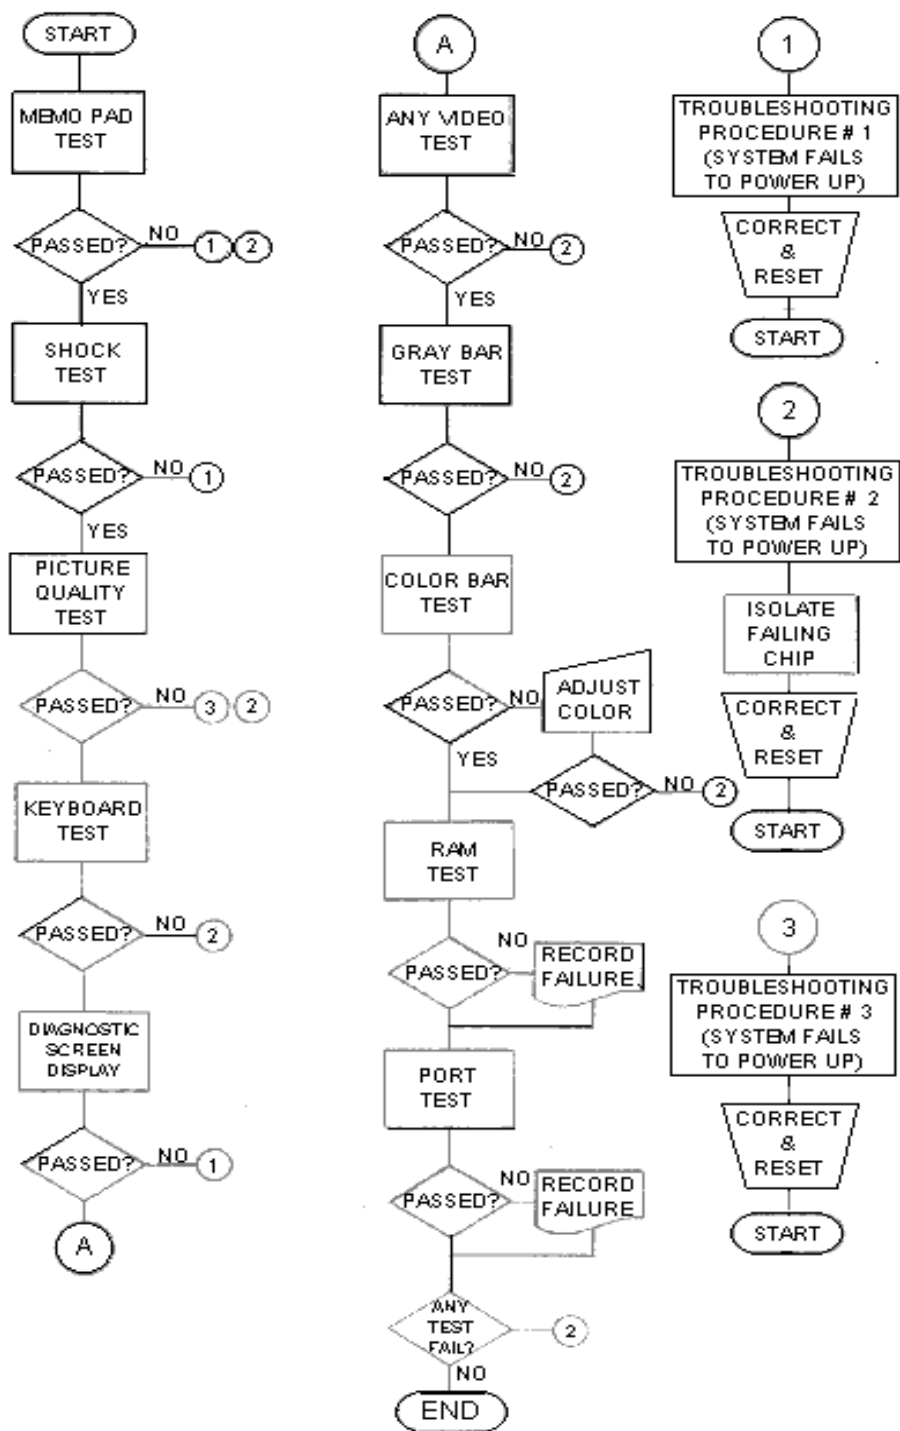 START
MEMO PAD
TEST
PASSED?
NO
1
2
YES
SHOCK
TEST
PASSED?
NO
1
YES
PICTURE
QUALITY
TEST
PASSED?
NO
3
2
KEYBOARD
TEST
PASSED?
NO
2
DIAGNOSTIC
SCREEN
DISPLAY
PASSED?
NO
1
A
A
ANY VIDEO
TEST
PASSED?
NO
2
YES
GRAY BAR
TEST
PASSED?
NO
2
COLOR BAR
TEST
PASSED?
NO
ADJUST
COLOR
YES
PASSED?
NO
2
RAM
TEST
PASSED?
NO
RECORD
FAILURE
PORT
TEST
PASSED?
NO
RECORD
FAILURE
ANY
TEST
FAIL?
2
NO
END
1
TROUBLESHOOTING
PROCEDURE # 1
(SYSTEM FAILS
TO POWER UP)
CORRECT
&
RESET
START
2
TROUBLESHOOTING
PROCEDURE # 2
(SYSTEM FAILS
TO POWER UP)
ISOLATE
FAILING
CHIP
CORRECT
&
RESET
START
3
TROUBLESHOOTING
PROCEDURE # 3
(SYSTEM FAILS
TO POWER UP)
CORRECT
&
RESET
START